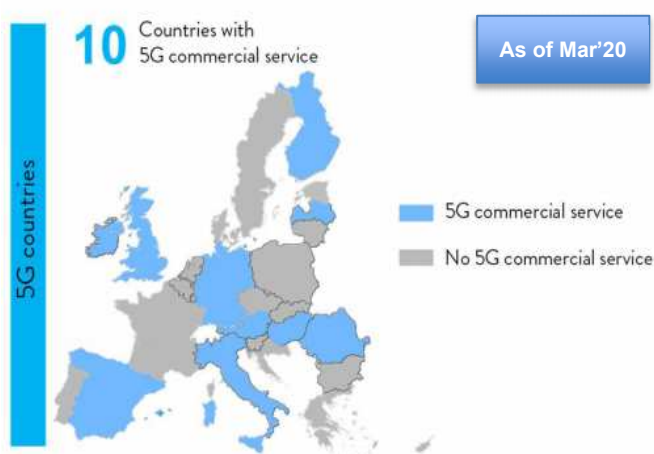 10
Countries with
5G commercial service
As of Mar'20
5G countries
5G commercial service
No 5G commercial service